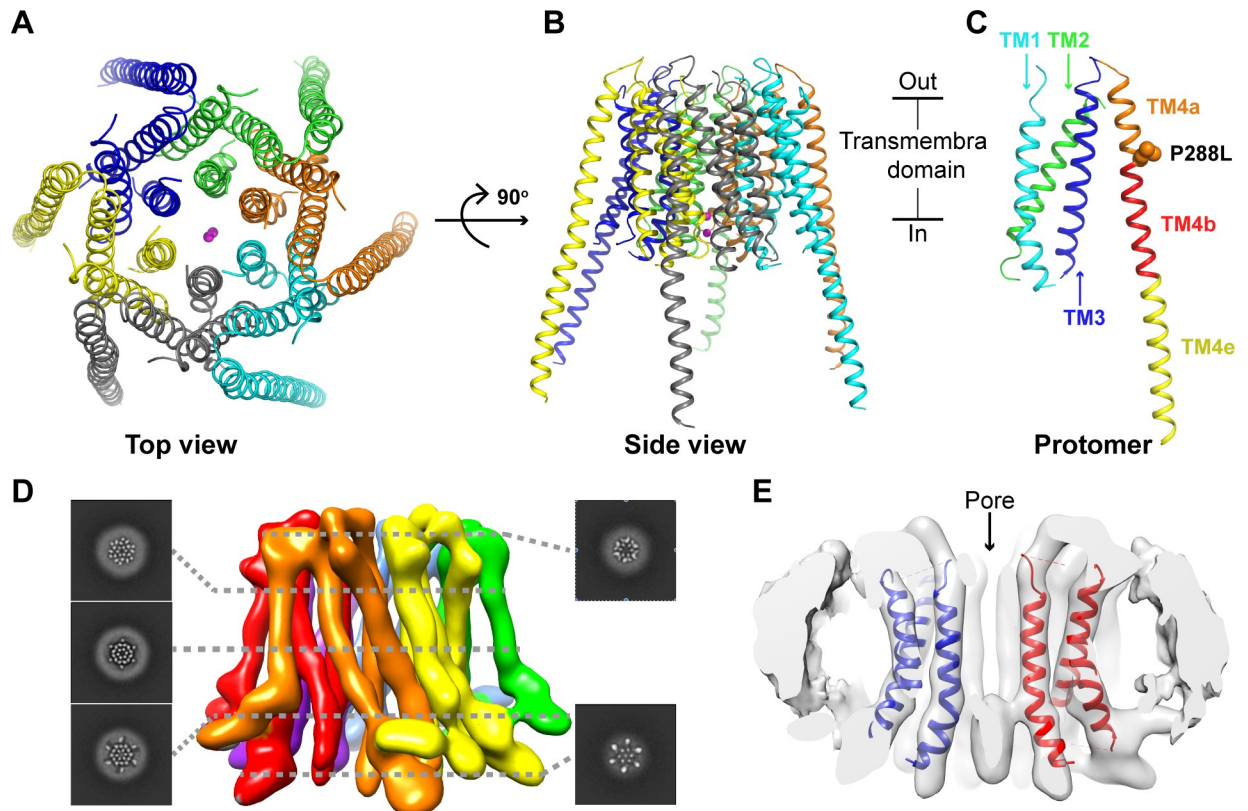 A
B
C
TM1 TM2
Out
Transmembra
domain
In
TM4a
P288L
TM4b
TM3
TM4e
90°
Top view
Side view
Protomer
D
E
Pore